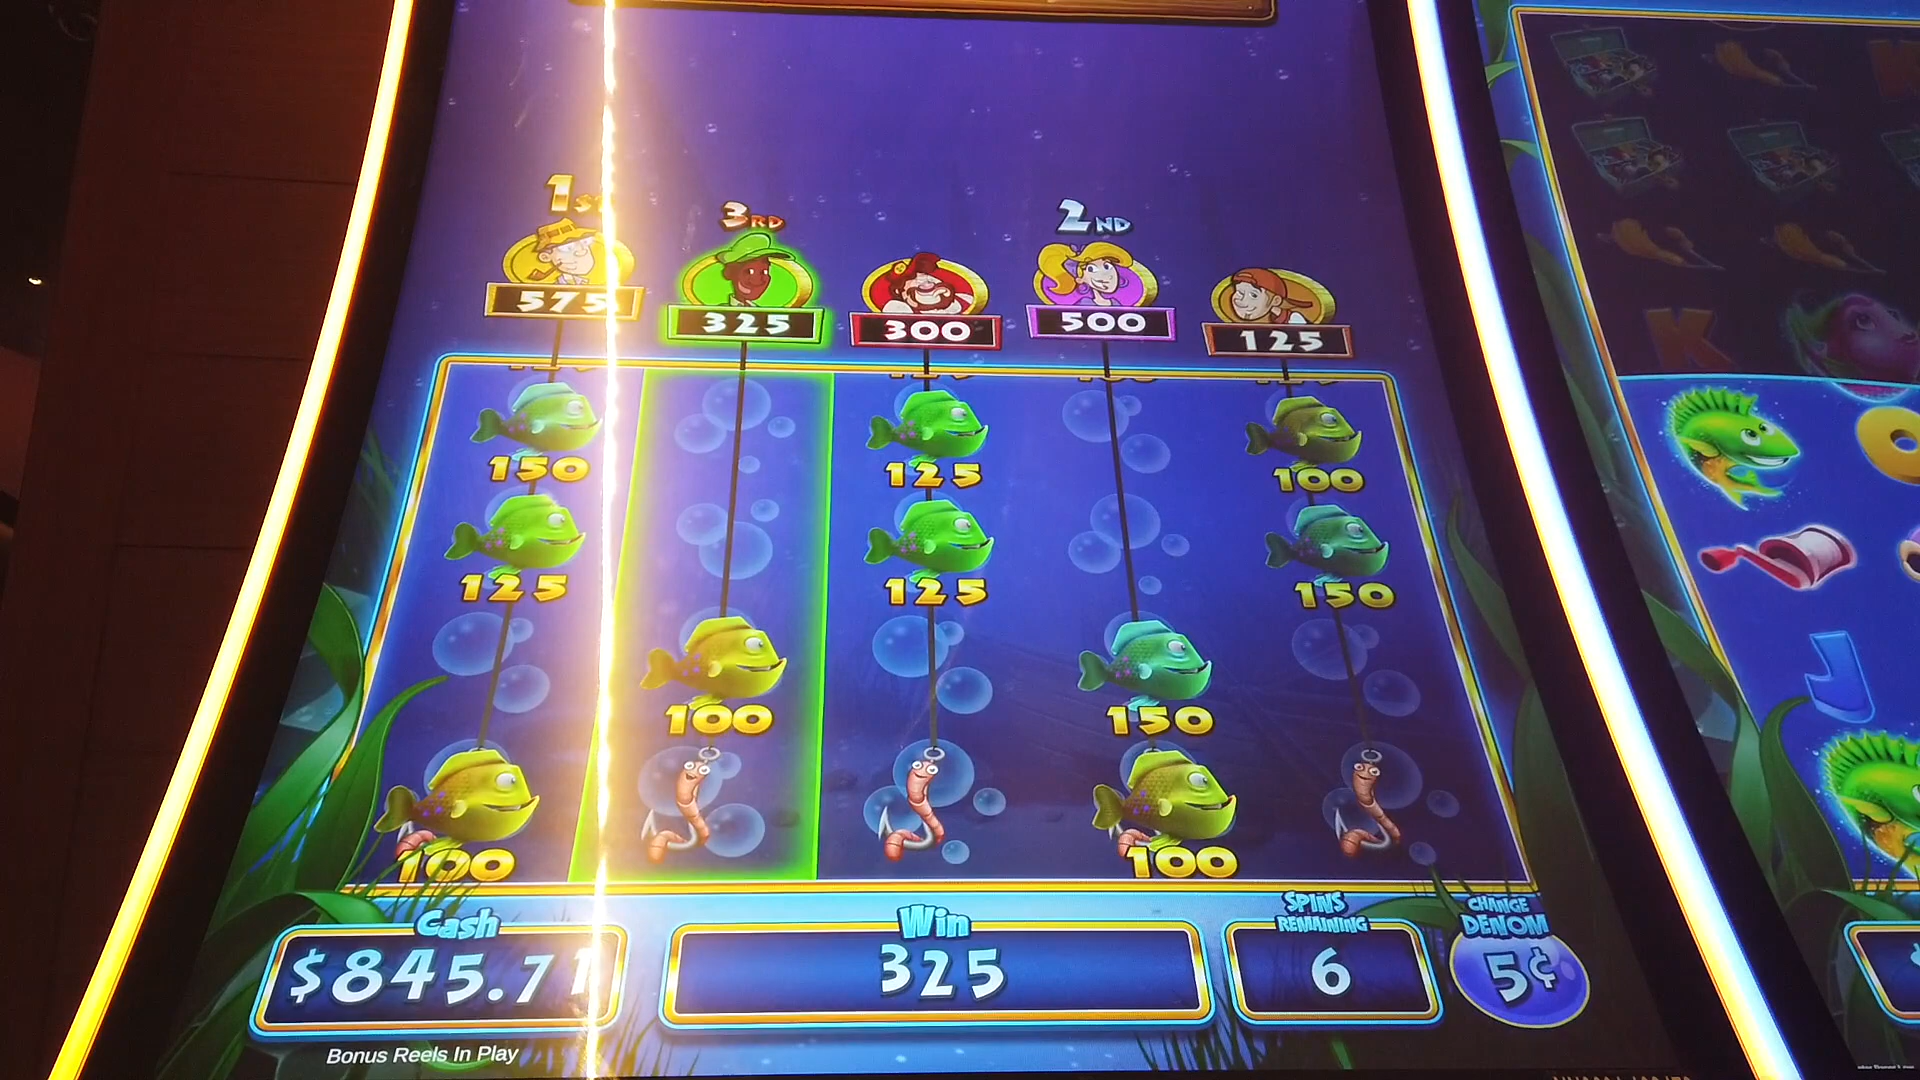 1st
3RD
2ND
575
325
300
500
125
150
125
100
125
125
150
100
150
100
100
Cash
Win
SPINS
REMAINING
CHANGE
DENOM
$845.71
325
6
5¢
Bonus Reels In Play
K
J